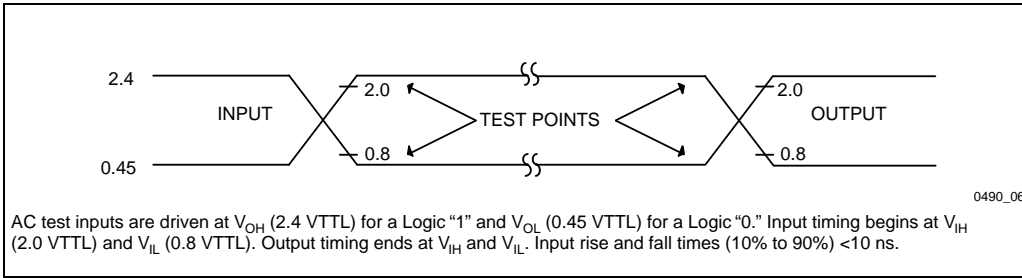 2.4
2.0
2.0
INPUT
TEST POINTS
OUTPUT
0.8
0.8
0.45
0490_06
AC test inputs are driven at VOH (2.4 VTTL) for a Logic “1” and VOL (0.45 VTTL) for a Logic “0.” Input timing begins at VIH
(2.0 VTTL) and VIL (0.8 VTTL). Output timing ends at VIH and VIL. Input rise and fall times (10% to 90%) <10 ns.